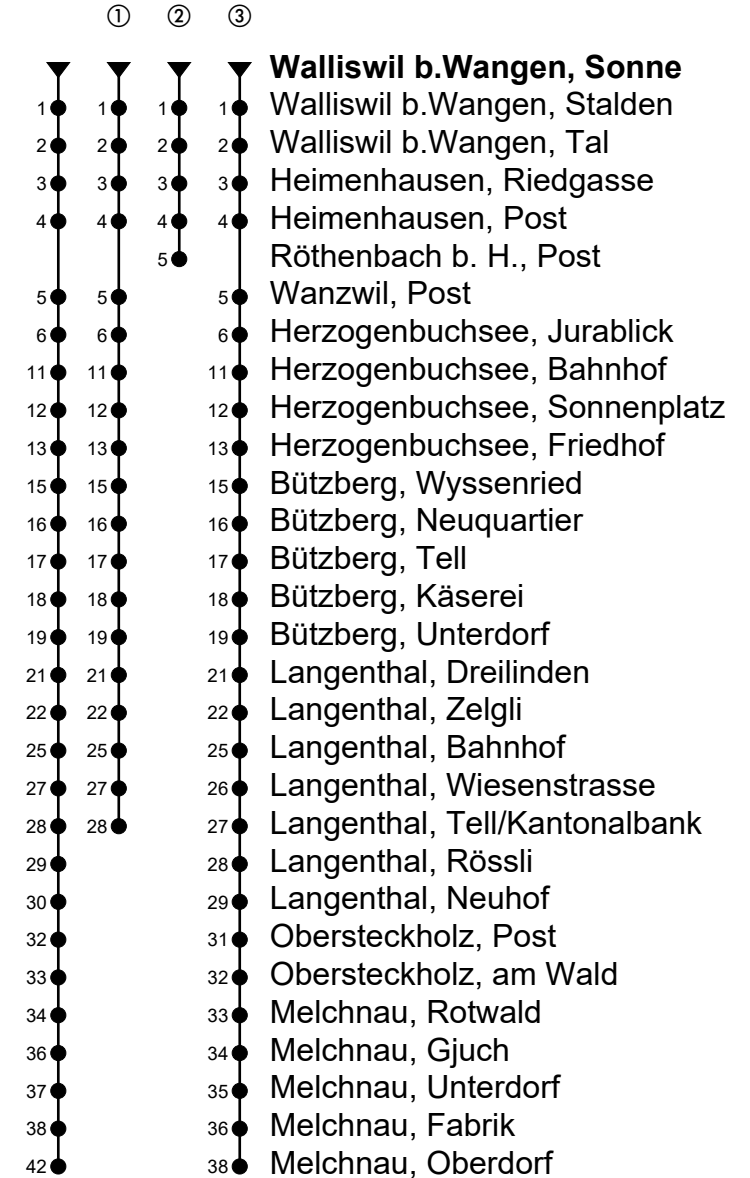 ① ② ③
Walliswil b.Wangen, Sonne
1 1 1 1 Walliswil b.Wangen, Stalden
2 2 2 2 Walliswil b.Wangen, Tal
3 3 3 3 Heimenhausen, Riedgasse
4 4 4 4 Heimenhausen, Post
5 Röthenbach b. H., Post
5 5 5 Wanzwil, Post
6 6 6 Herzogenbuchsee, Jurablick
11 11 11 Herzogenbuchsee, Bahnhof
12 12 12 Herzogenbuchsee, Sonnenplatz
13 13 13 Herzogenbuchsee, Friedhof
15 15 15 Bützberg, Wyssenried
16 16 16 Bützberg, Neuquartier
17 17 17 Bützberg, Tell
18 18 18 Bützberg, Käserei
19 19 19 Bützberg, Unterdorf
21 21 21 Langenthal, Dreilinden
22 22 22 Langenthal, Zelgli
25 25 25 Langenthal, Bahnhof
27 27 26 Langenthal, Wiesenstrasse
28 28 27 Langenthal, Tell/Kantonalbank
29 28 Langenthal, Rössli
30 29 Langenthal, Neuhof
32 31 Obersteckholz, Post
33 32 Obersteckholz, am Wald
34 33 Melchnau, Rotwald
36 34 Melchnau, Gjuch
37 35 Melchnau, Unterdorf
38 36 Melchnau, Fabrik
42 38 Melchnau, Oberdorf